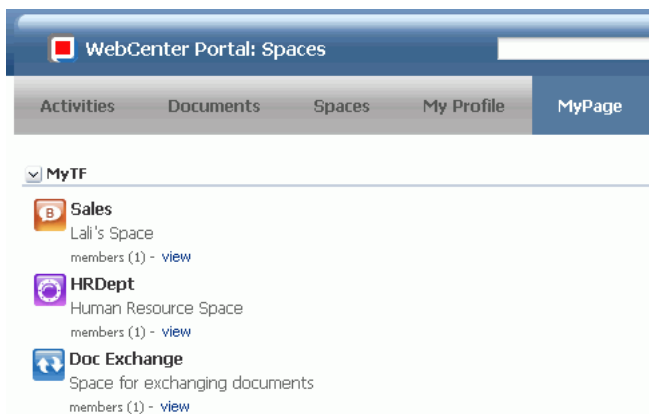 WebCenter Portal: Spaces
Activities Documents Spaces My Profile MyPage
MyTF
B
Sales
Lali's Space
members (1) - view
HRDept
Human Resource Space
members (1) - view
Doc Exchange
Space for exchanging documents
members (1) - view